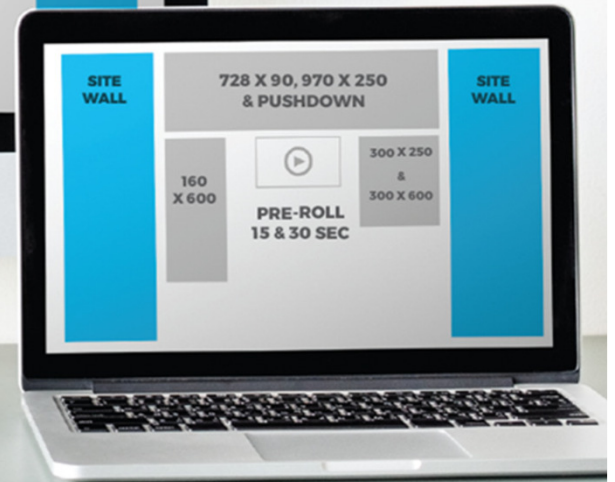 SITE
WALL
728 X 90, 970 X 250
& PUSHDOWN
SITE
WALL
160
X 600
300 X 250
&
300 X 600
PRE-ROLL
15 & 30 SEC